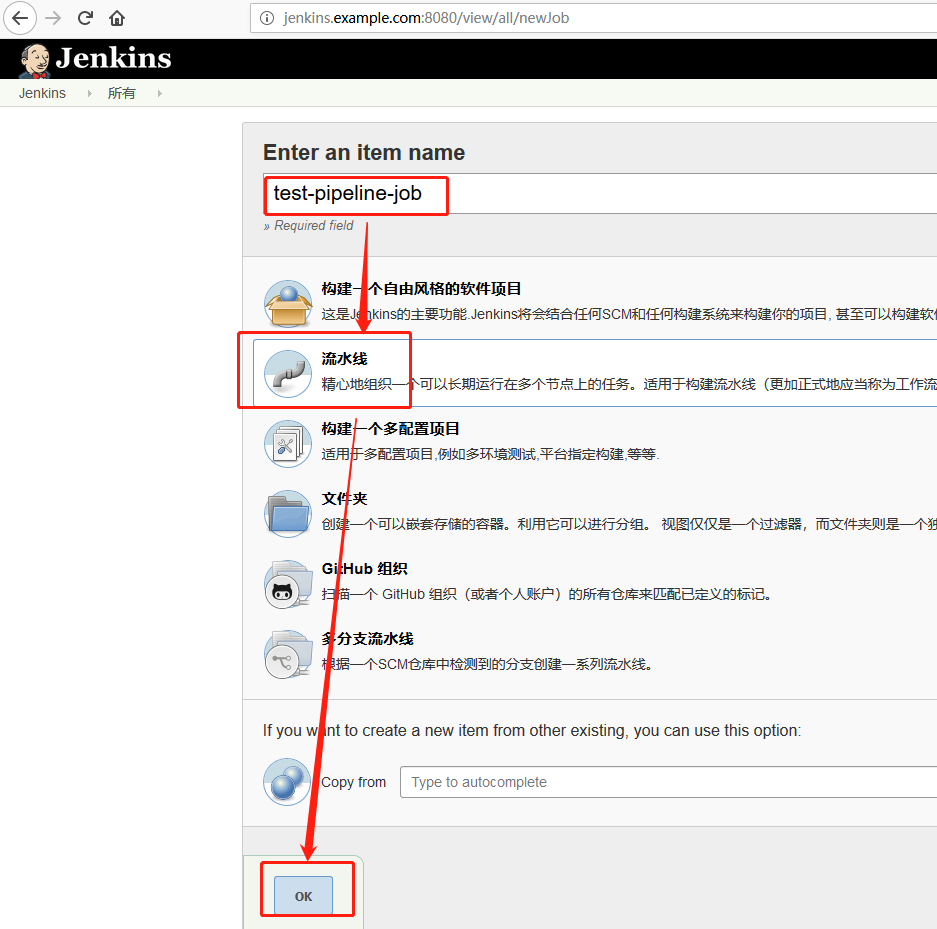 jenkins.example.com:8080/view/all/newJob
Jenkins
Jenkins 所有
Enter an item name
test-pipeline-job
» Required field
构建一个自由风格的软件项目
这是Jenkins的主要功能.Jenkins将会结合任何SCM和任何构建系统来构建你的项目, 甚至可以构建软件
流水线
精心地组织一个可以长期运行在多个节点上的任务。适用于构建流水线（更加正式地应当称为工作流
构建一个多配置项目
适用于多配置项目,例如多环境测试,平台指定构建,等等.
文件夹
创建一个可以嵌套存储的容器。利用它可以进行分组。 视图仅仅是一个过滤器，而文件夹则是一个独
GitHub 组织
扫描一个 GitHub 组织（或者个人账户）的所有仓库来匹配已定义的标记。
多分支流水线
根据一个SCM仓库中检测到的分支创建一系列流水线。
If you want to create a new item from other existing, you can use this option:
Copy from Type to autocomplete
OK